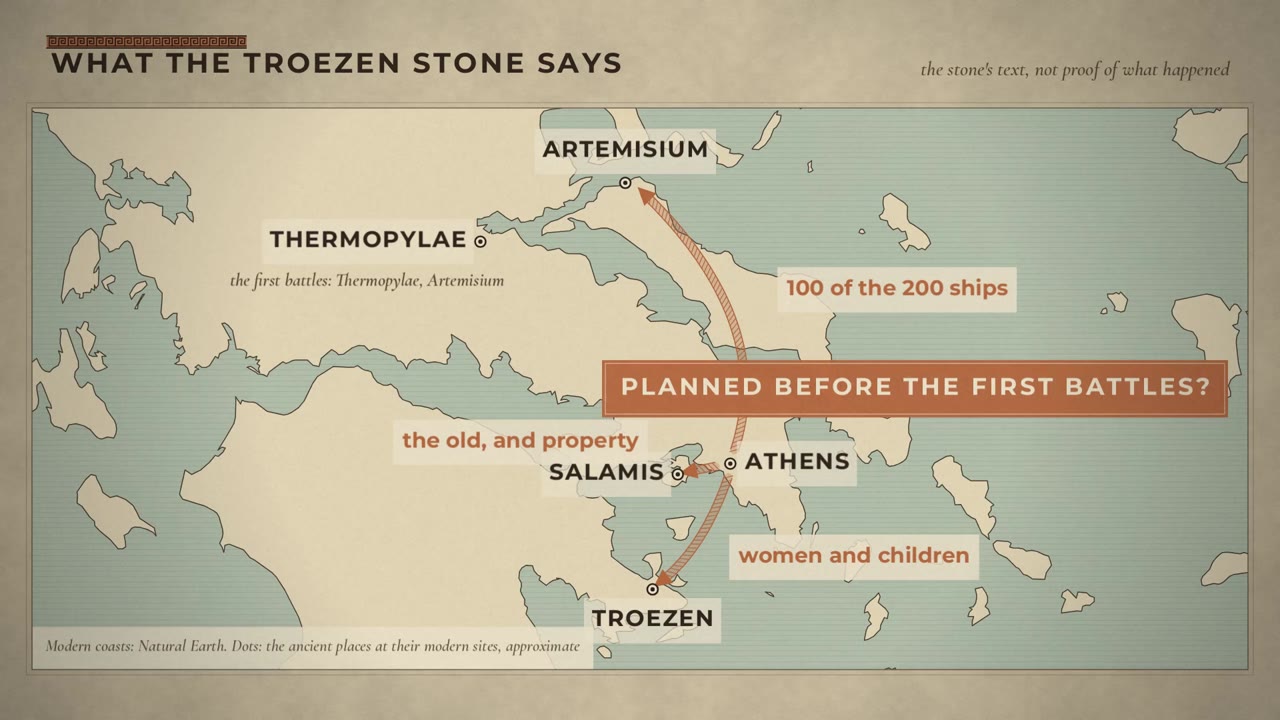 WHAT THE TROEZEN STONE SAYS
the stone's text, not proof of what happened
ARTEMISIUM
THERMOPYLAE
the first battles: Thermopylae, Artemisium
100 of the 200 ships
PLANNED BEFORE THE FIRST BATTLES?
the old, and property
SALAMIS
ATHENS
women and children
TROEZEN
Modern coasts: Natural Earth. Dots: the ancient places at their modern sites, approximate